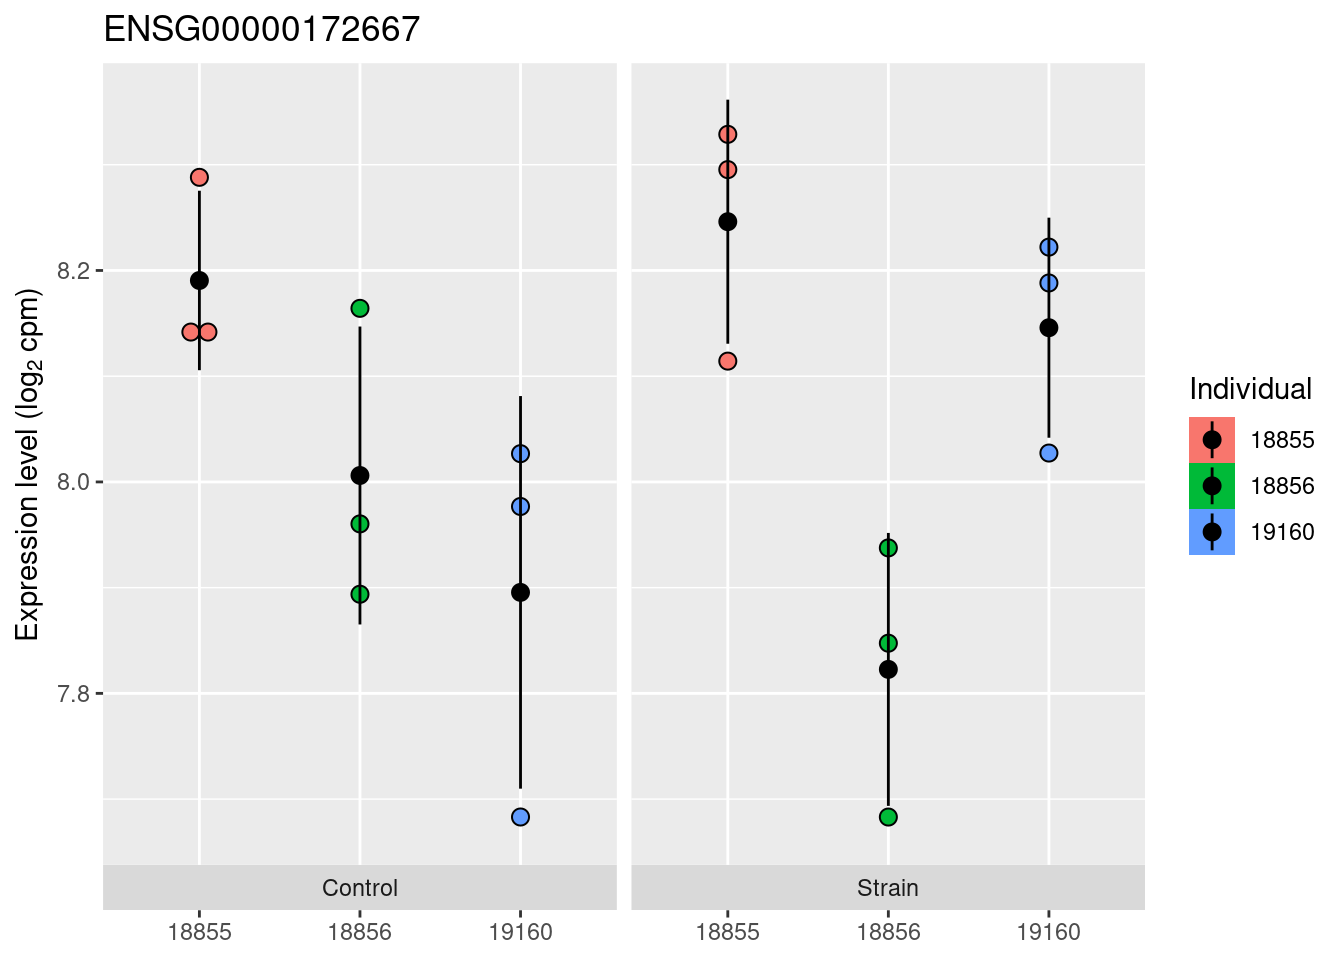 ENSG00000172667
Expression level (log₂ cpm)
8.2
8.0
7.8
Control
Strain
18855
18856
19160
18855
18856
19160
Individual
18855
18856
19160